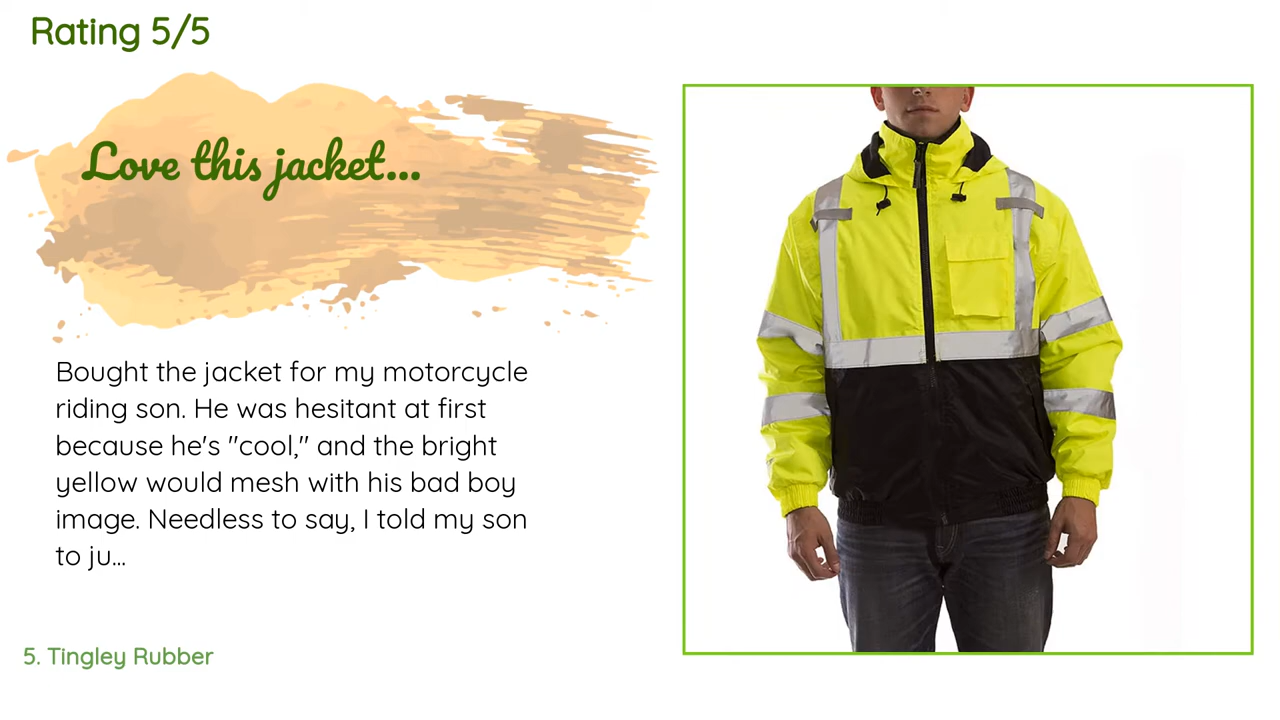 Rating 5/5
Love this jacket...
Bought the jacket for my motorcycle
riding son. He was hesitant at first
because he's "cool," and the bright
yellow would mesh with his bad boy
image. Needless to say, I told my son
to ju...
5. Tingley Rubber